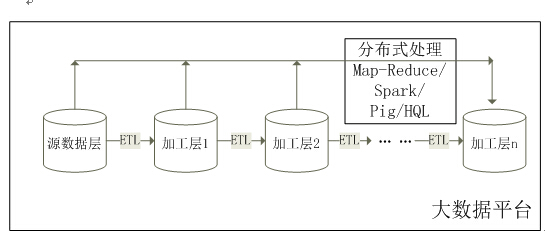 分布式处理
Map-Reduce/
Spark/
Pig/HQL
源数据层 ETL 加工层1 ETL 加工层2 ETL … … ETL 加工层n
大数据平台